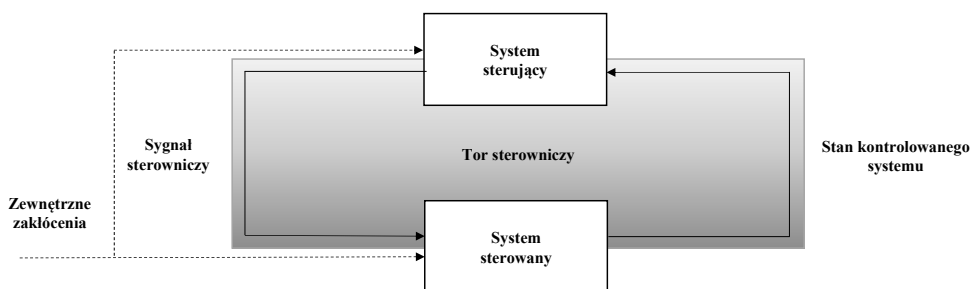 System
sterujący
Sygnał
sterowniczy
Tor sterowniczy
Stan kontrolowanego
systemu
Zewnętrzne
zakłócenia
System
sterowany